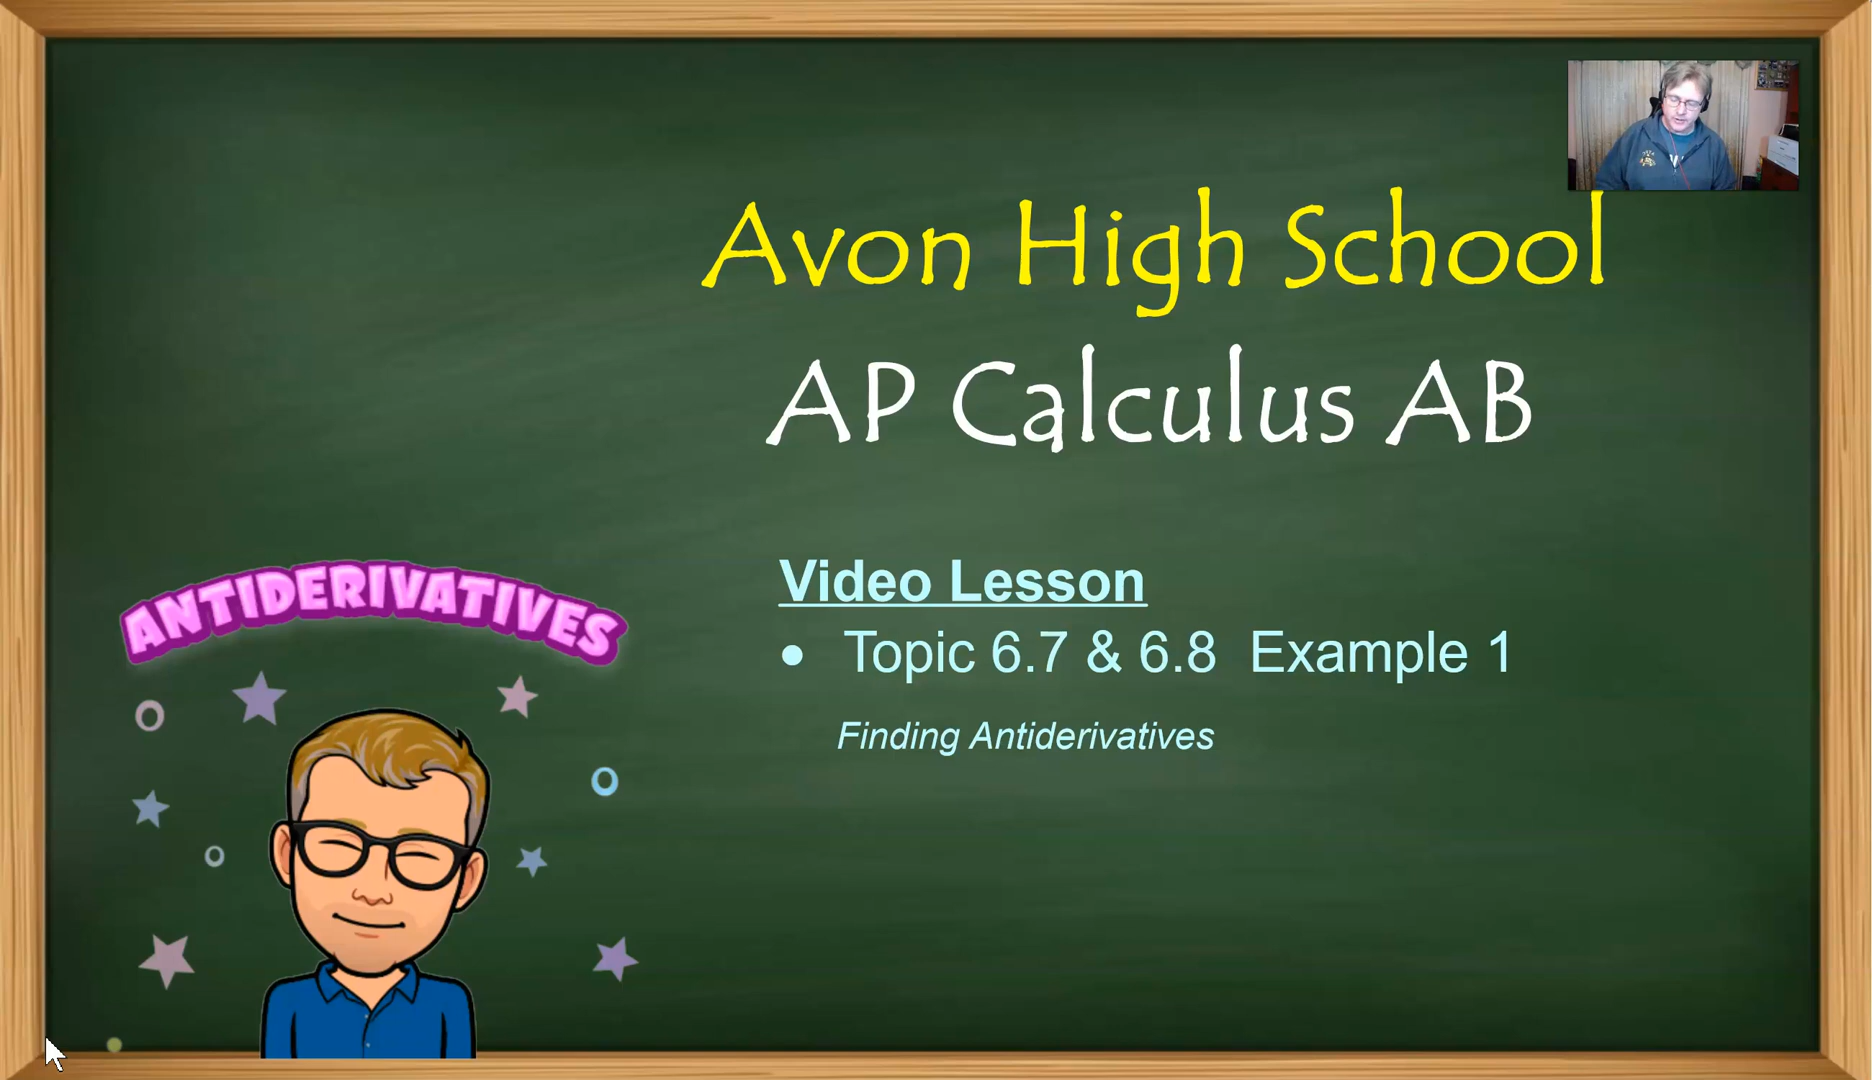 Avon High School
AP Calculus AB
Video Lesson
● Topic 6.7 & 6.8 Example 1
Finding Antiderivatives
ANTIDERIVATIVES